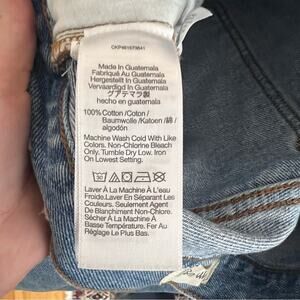 CKP461679841
Made In Guatemala
Fabriqué Au Guatemala
Hergestellt In Guatemala
Vervaardigd In Guatemala
グアテマラ製
hecho en guatemala
100% Cotton /Coton /
Baumwolle /Katoen / 綿 /
algodón
Machine Wash Cold With Like
Colors. Non-Chlorine Bleach
Only. Tumble Dry Low. Iron
On Lowest Setting.
Laver À La Machine À L'eau
Froide.Laver En Séparant Les
Couleurs. Seulement Agent
De Blanchiment Non-Chlore.
Sécher À La Machine À
Basse Température. Fer Au
Réglage Le Plus Bas.